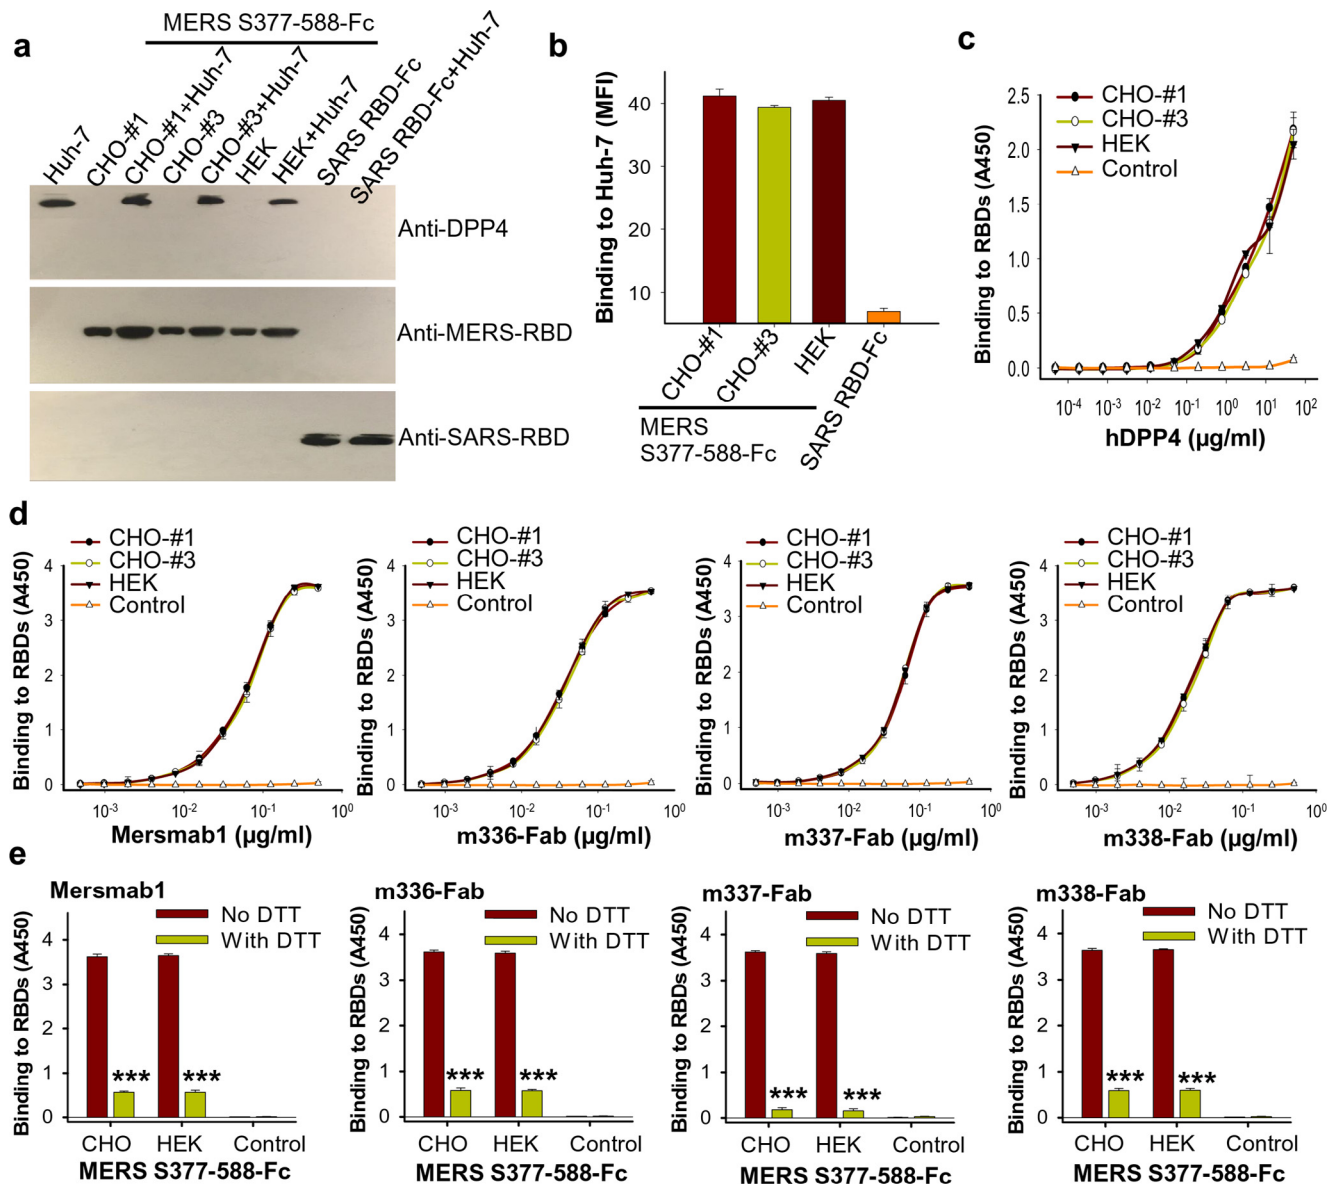 a
MERS S377-588-Fc
Huh-7
CHO-#1
CHO-#1+Huh-7
CHO-#3
CHO-#3+Huh-7
HEK
HEK+Huh-7
SARS RBD-Fc
SARS RBD-Fc+Huh-7
Anti-DPP4
Anti-MERS-RBD
Anti-SARS-RBD
b
Binding to Huh-7 (MFI)
40
30
20
10
CHO-#1
CHO-#3
HEK
SARS RBD-Fc
MERS
S377-588-Fc
c
CHO-#1
CHO-#3
HEK
Control
Binding to RBDs (A450)
2.5
2.0
1.5
1.0
0.5
0.0
10-4 10-3 10-2 10-1 100 101 102
hDPP4 (µg/ml)
d
CHO-#1
CHO-#3
HEK
Control
Binding to RBDs (A450)
4
3
2
1
0
10-3 10-2 10-1 100
Mersmab1 (µg/ml)
CHO-#1
CHO-#3
HEK
Control
Binding to RBDs (A450)
4
3
2
1
0
10-3 10-2 10-1 100
m336-Fab (µg/ml)
CHO-#1
CHO-#3
HEK
Control
Binding to RBDs (A450)
4
3
2
1
0
10-3 10-2 10-1 100
m337-Fab (µg/ml)
CHO-#1
CHO-#3
HEK
Control
Binding to RBDs (A450)
4
3
2
1
0
10-3 10-2 10-1 100
m338-Fab (µg/ml)
e
Mersmab1
No DTT
With DTT
Binding to RBDs (A450)
4
3
2
1
0
*** ***
CHO HEK Control
MERS S377-588-Fc
m336-Fab
No DTT
With DTT
Binding to RBDs (A450)
4
3
2
1
0
*** ***
CHO HEK Control
MERS S377-588-Fc
m337-Fab
No DTT
With DTT
Binding to RBDs (A450)
4
3
2
1
0
*** ***
CHO HEK Control
MERS S377-588-Fc
m338-Fab
No DTT
With DTT
Binding to RBDs (A450)
4
3
2
1
0
*** ***
CHO HEK Control
MERS S377-588-Fc